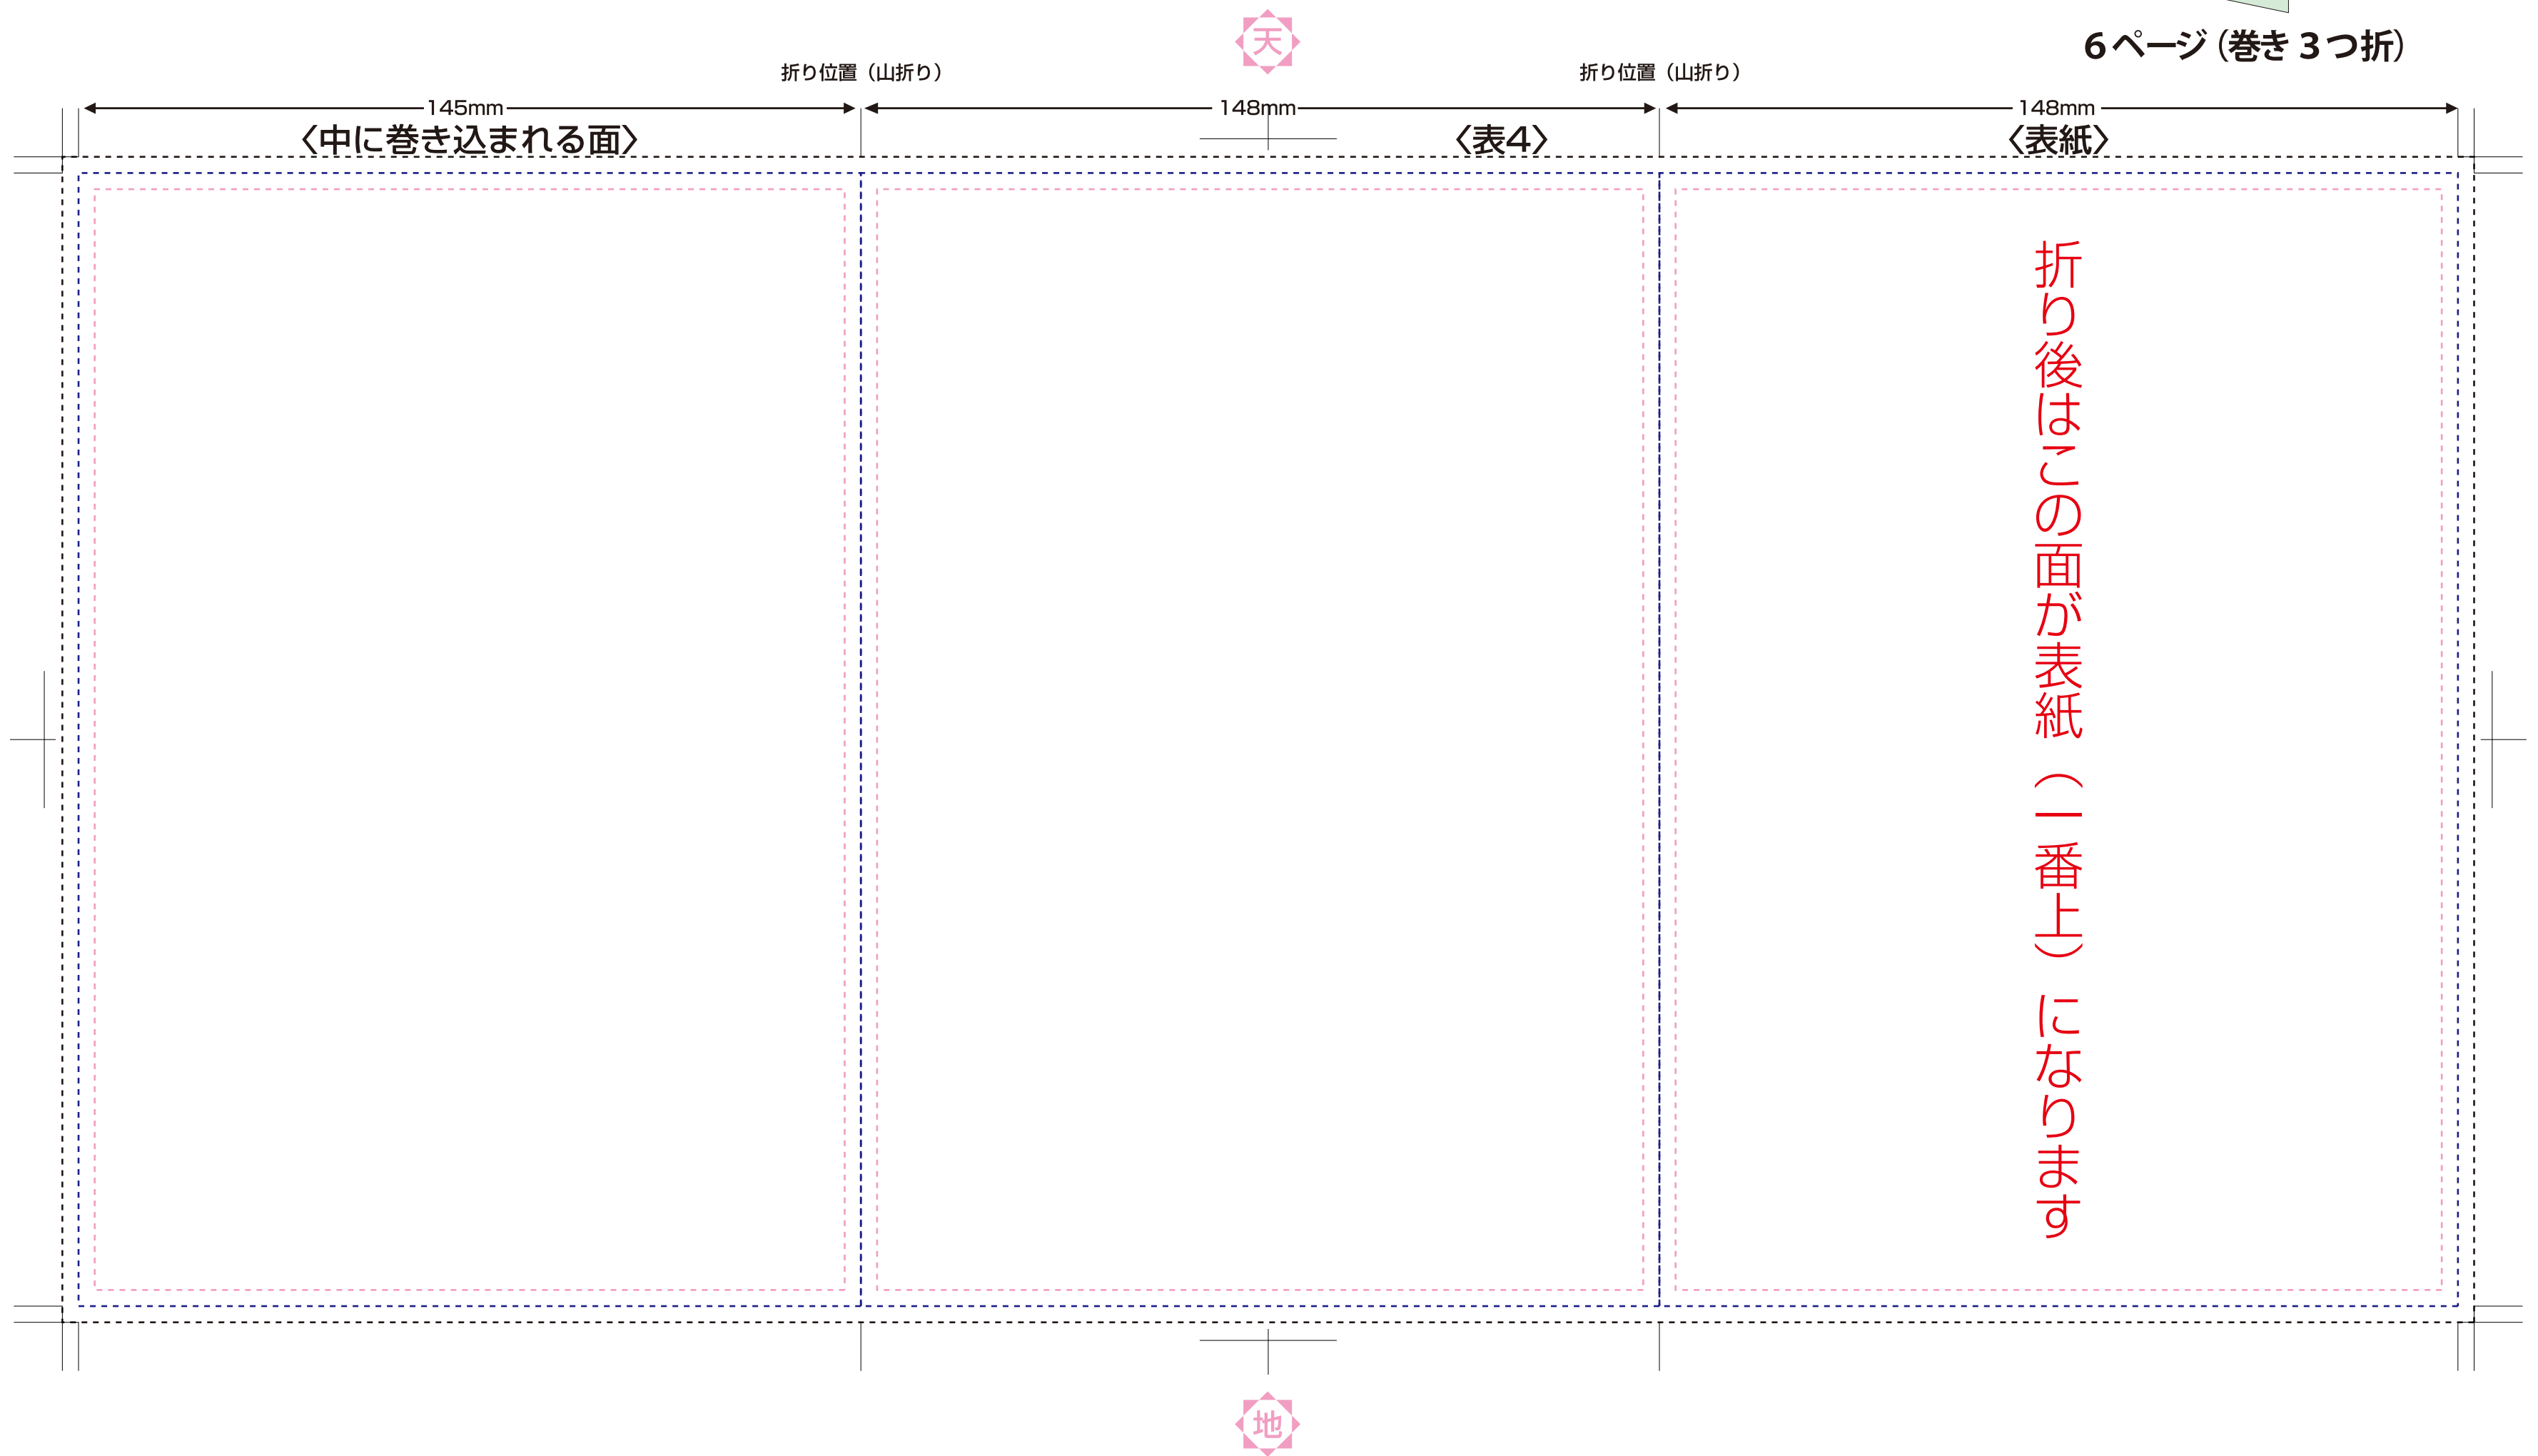 天
6ページ(巻き3つ折)
折り位置(山折り)
折り位置(山折り)
145mm
148mm
148mm
〈中に巻き込まれる面〉
〈表4〉
〈表紙〉
折り後はこの面が表紙(一番上)になります
地